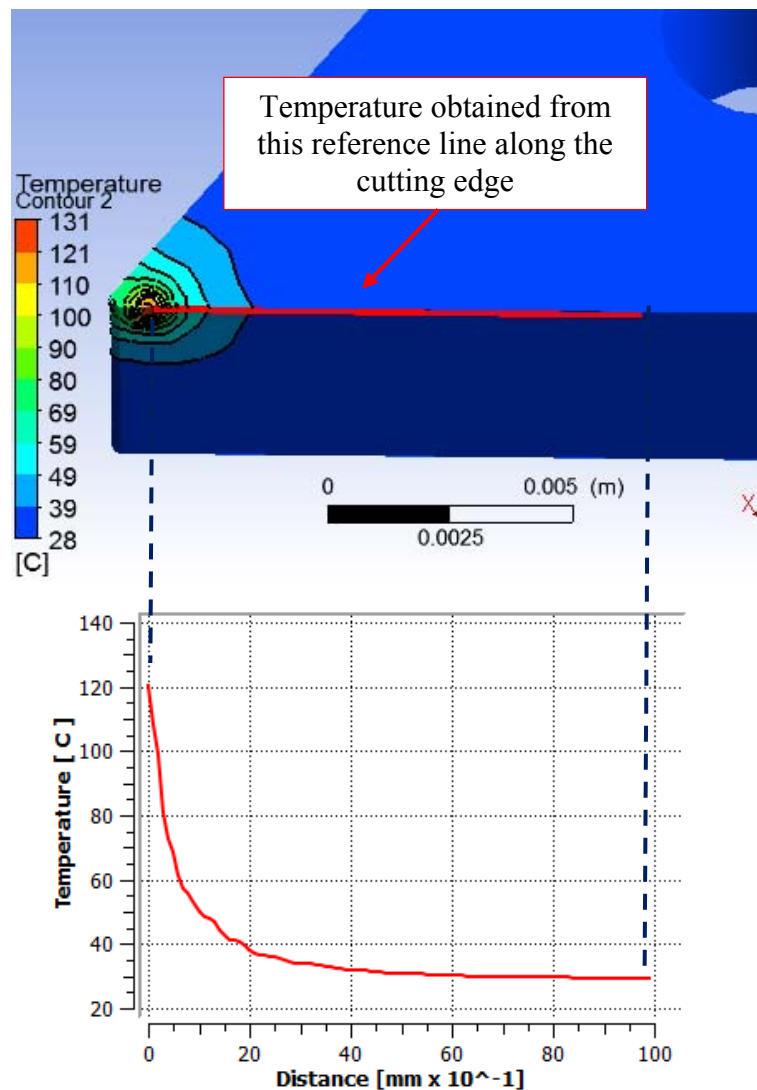 Temperature obtained from
this reference line along the
cutting edge
Temperature
Contour 2
131
121
110
100
90
80
69
59
49
39
28
[C]
0 0.005 (m)
0.0025
X
140
120
100
80
60
40
20
Temperature [ C ]
0 20 40 60 80 100
Distance [mm x 10^-1]